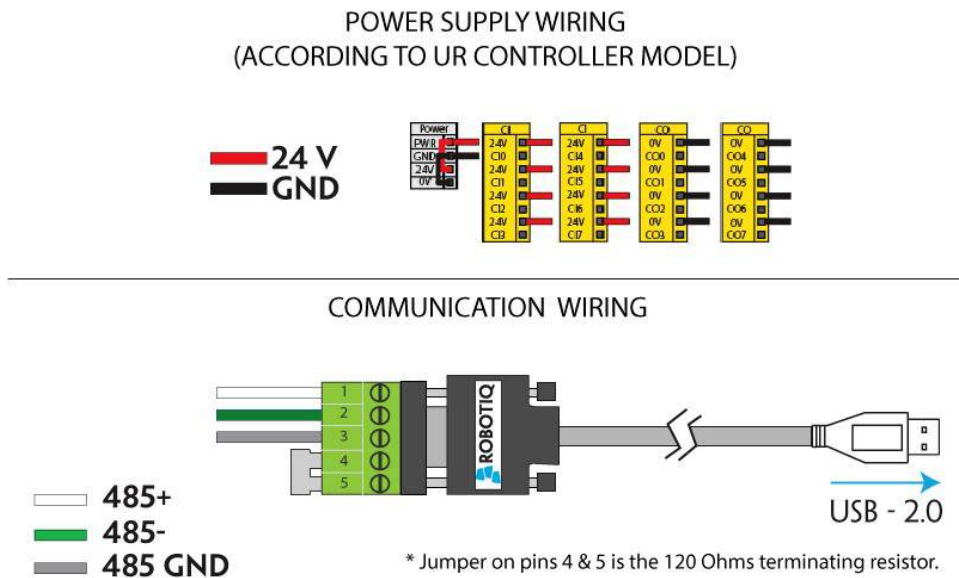 POWER SUPPLY WIRING
(ACCORDING TO UR CONTROLLER MODEL)
24 V
GND
Power
PWR
GND
24V
0V
CI
24V
CI0
24V
CI1
24V
CI2
24V
CI3
CI
24V
CI4
24V
CI5
24V
CI6
24V
CI7
CO
0V
CO0
0V
CO1
0V
CO2
0V
CO3
CO
0V
CO4
0V
CO5
0V
CO6
0V
CO7
COMMUNICATION WIRING
1
2
3
4
5
ROBOTIQ
USB - 2.0
485+
485-
485 GND
* Jumper on pins 4 & 5 is the 120 Ohms terminating resistor.